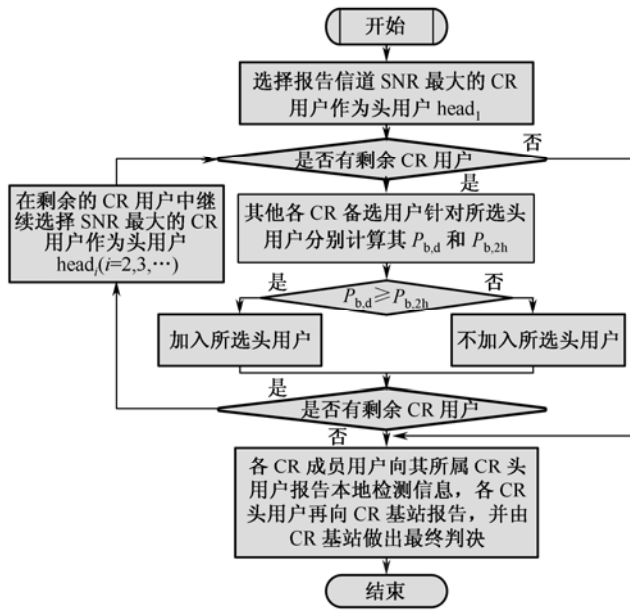 开始
选择报告信道 SNR 最大的 CR
用户作为头用户 head₁
否
是否有剩余 CR 用户
是
在剩余的 CR 用户中继
续选择 SNR 最大的 CR
用户作为头用户
headᵢ(i=2,3,…)
其他各 CR 备选用户针对所选头
用户分别计算其 P_b,d 和 P_b,2h
是
否
P_b,d≥P_b,2h
加入所选头用户
不加入所选头用户
是
是否有剩余 CR 用户
否
各 CR 成员用户向其所属 CR 头
用户报告本地检测信息，各 CR
头用户再向 CR 基站报告，并由
CR 基站做出最终判决
结束